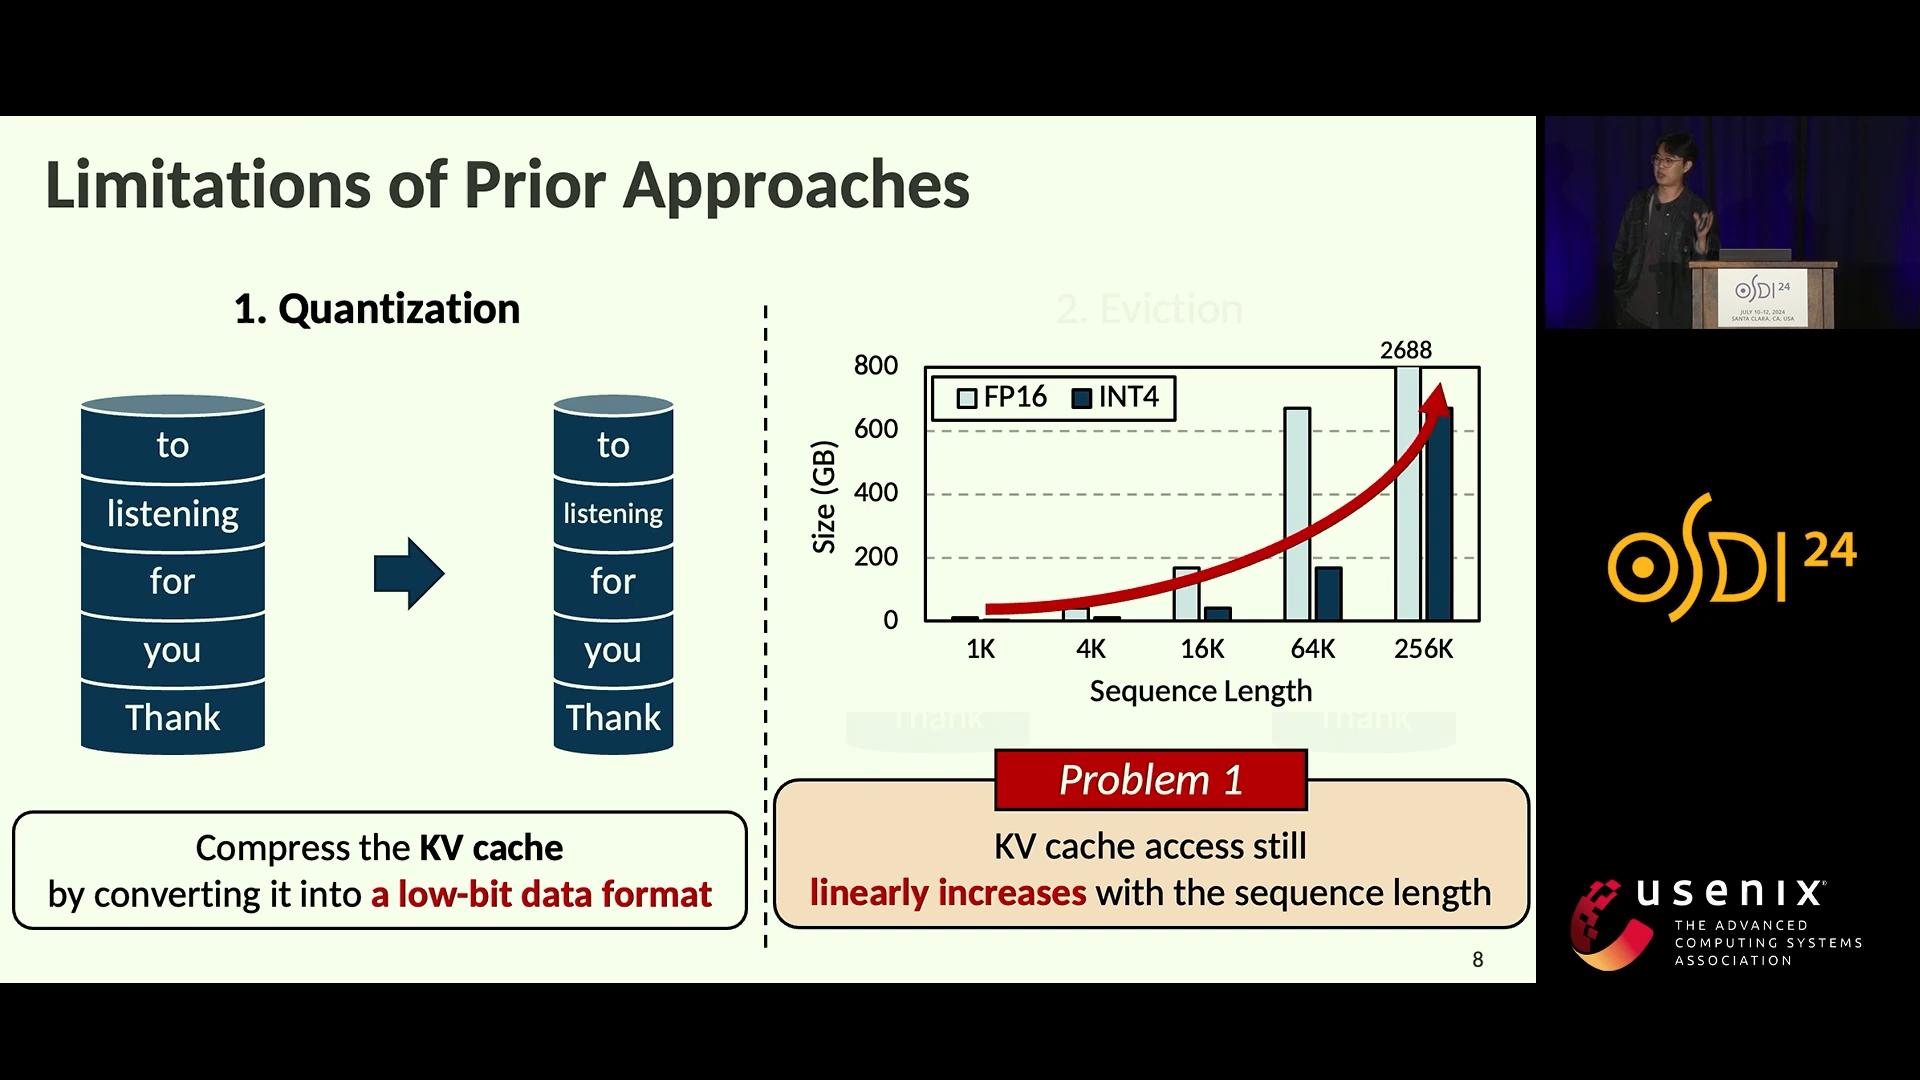 Limitations of Prior Approaches
1. Quantization
to
listening
for
you
Thank
to
listening
for
you
Thank
Compress the KV cache
by converting it into a low-bit data format
2. Eviction
2688
FP16
INT4
Size (GB)
800
600
400
200
0
1K
4K
16K
64K
256K
Sequence Length
Thank
Thank
Problem 1
KV cache access still
linearly increases with the sequence length
8
OSDI 24
JULY 10–12, 2024
SANTA CLARA, CA, USA
OSDI 24
usenix
THE ADVANCED
COMPUTING SYSTEMS
ASSOCIATION